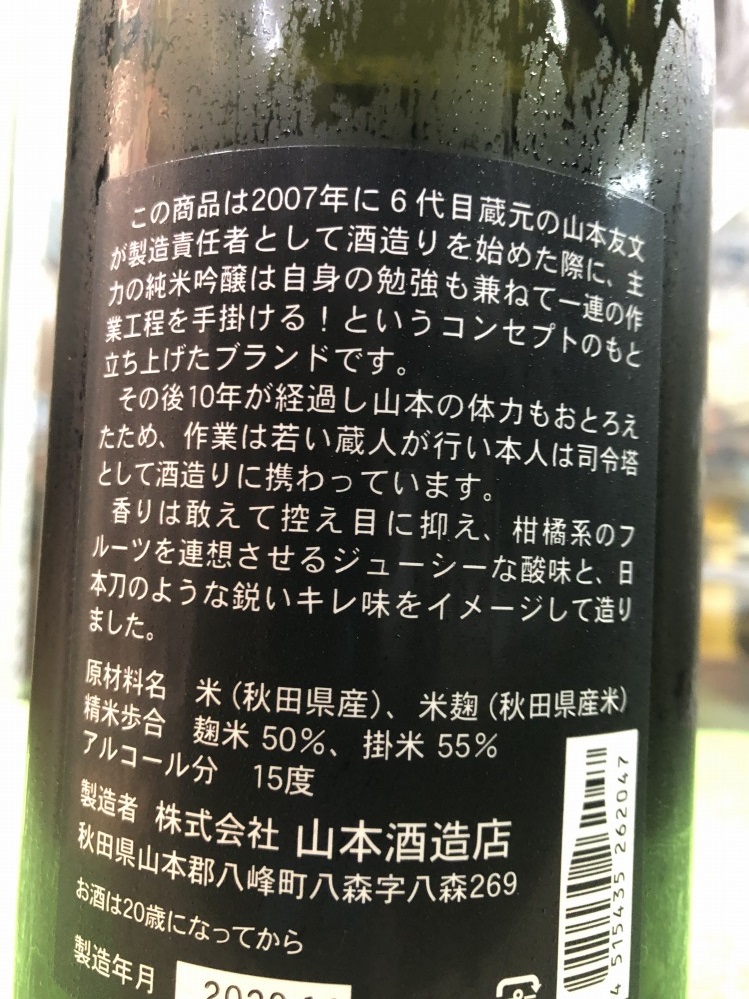 この商品は2007年に6代目蔵元の山本友文
が製造責任者として酒造りを始めた際に、主
力の純米吟醸は自身の勉強も兼ねて一連の作
業工程を手掛ける！というコンセプトのもと
立ち上げたブランドです。
その後10年が経過し山本の体力もおとろえ
たため、作業は若い蔵人が行い本人は司令塔
として酒造りに携わっています。
香りは敢えて控え目に抑え、柑橘系のフ
ルーツを連想させるジューシーな酸味と、日
本刀のような鋭いキレ味をイメージして造り
ました。
原材料名 米（秋田県産）、米麹（秋田県産米）
精米歩合 麹米 50％、掛米 55％
アルコール分 15度
製造者 株式会社 山本酒造店
秋田県山本郡八峰町八森字八森269
お酒は20歳になってから
製造年月
4 515435 262047